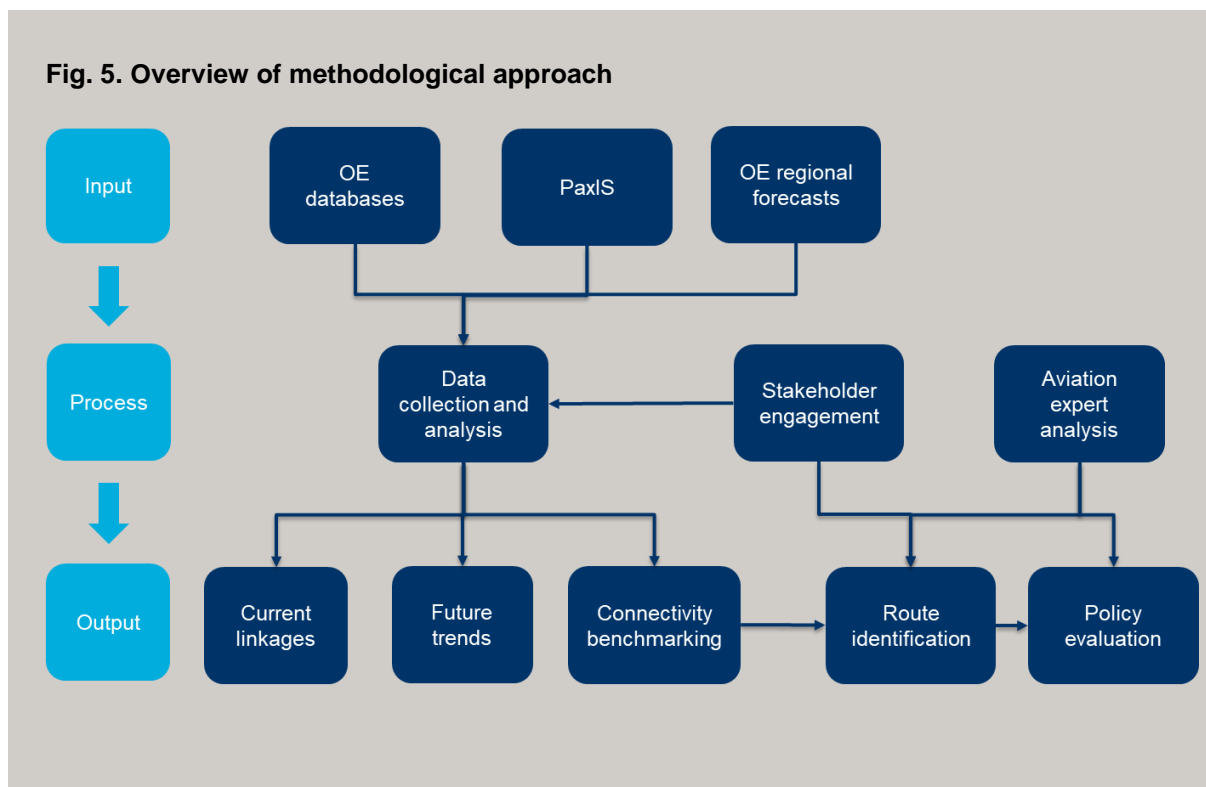 Fig. 5. Overview of methodological approach
Input
OE
databases
PaxIS
OE regional
forecasts
Process
Data
collection and
analysis
Stakeholder
engagement
Aviation
expert
analysis
Output
Current
linkages
Future
trends
Connectivity
benchmarking
Route
identification
Policy
evaluation